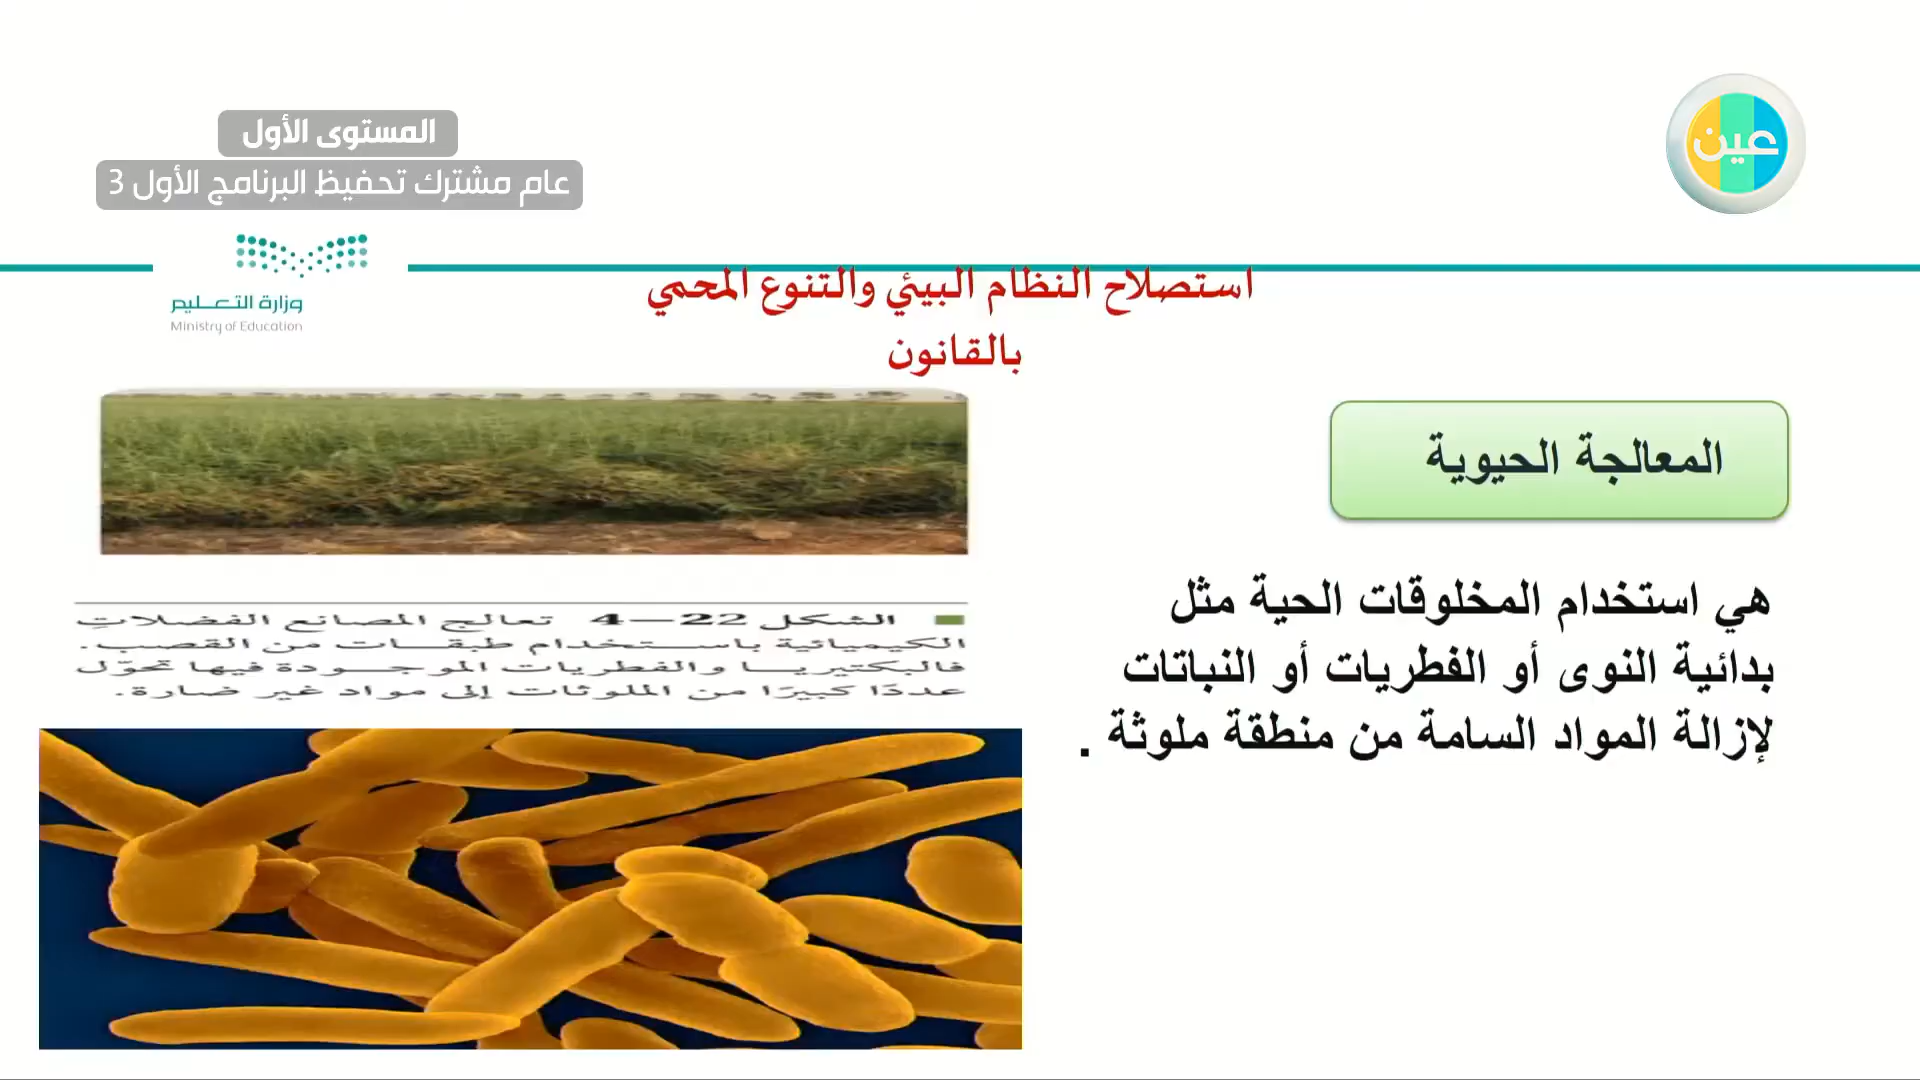 المستوى الأول
عام مشترك تحفيظ البرنامج الأول 3
عين
وزارة التعليم
Ministry of Education
استصلاح النظام البيئي والتنوع المحمي
بالقانون
المعالجة الحيوية
هي استخدام المخلوقات الحية مثل
بدائية النوى أو الفطريات أو النباتات
لإزالة المواد السامة من منطقة ملوثة .
الشكل 22–4 تعالج المصانع الفضلاتِ
الكيميائية باستخدام طبقات من القصب.
فالبكتيريا والفطريات الموجودة فيها تحوّل
عددًا كبيرًا من الملوثات إلى مواد غير ضارة.